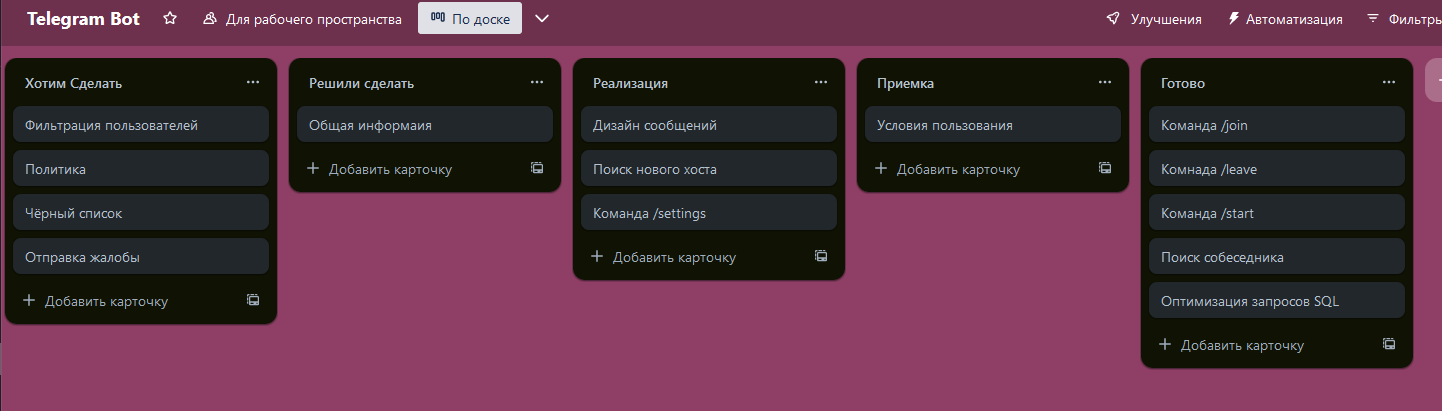 Telegram Bot
Для рабочего пространства
По доске
Улучшения
Автоматизация
Фильтры
Хотим Сделать
Фильтрация пользователей
Политика
Чёрный список
Отправка жалобы
Добавить карточку
Решили сделать
Общая информаия
Добавить карточку
Реализация
Дизайн сообщений
Поиск нового хоста
Команда /settings
Добавить карточку
Приемка
Условия пользования
Добавить карточку
Готово
Команда /join
Комнада /leave
Команда /start
Поиск собеседника
Оптимизация запросов SQL
Добавить карточку